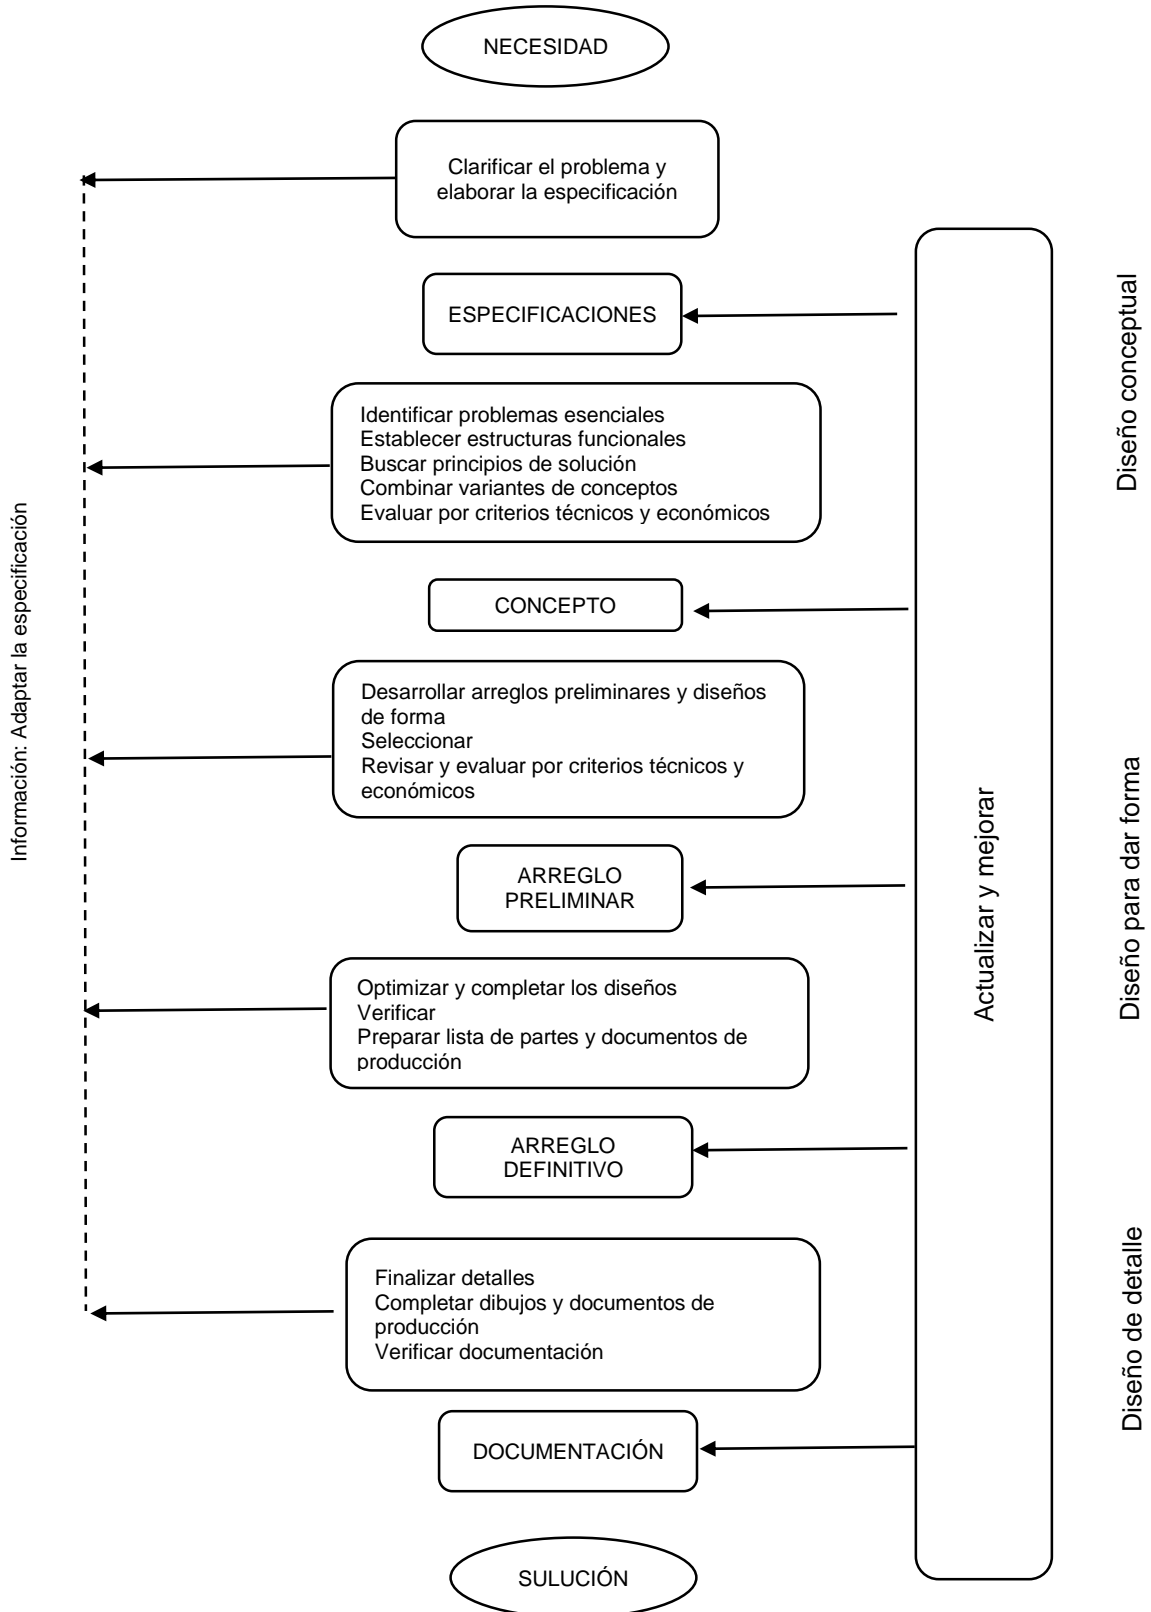 NECESIDAD
Clarificar el problema y
elaborar la especificación
ESPECIFICACIONES
Identificar problemas esenciales
Establecer estructuras funcionales
Buscar principios de solución
Combinar variantes de conceptos
Evaluar por criterios técnicos y económicos
CONCEPTO
Desarrollar arreglos preliminares y diseños
de forma
Seleccionar
Revisar y evaluar por criterios técnicos y
económicos
ARREGLO
PRELIMINAR
Optimizar y completar los diseños
Verificar
Preparar lista de partes y documentos de
producción
ARREGLO
DEFINITIVO
Finalizar detalles
Completar dibujos y documentos de
producción
Verificar documentación
DOCUMENTACIÓN
SULUCIÓN
Información: Adaptar la especificación
Actualizar y mejorar
Diseño conceptual
Diseño para dar forma
Diseño de detalle